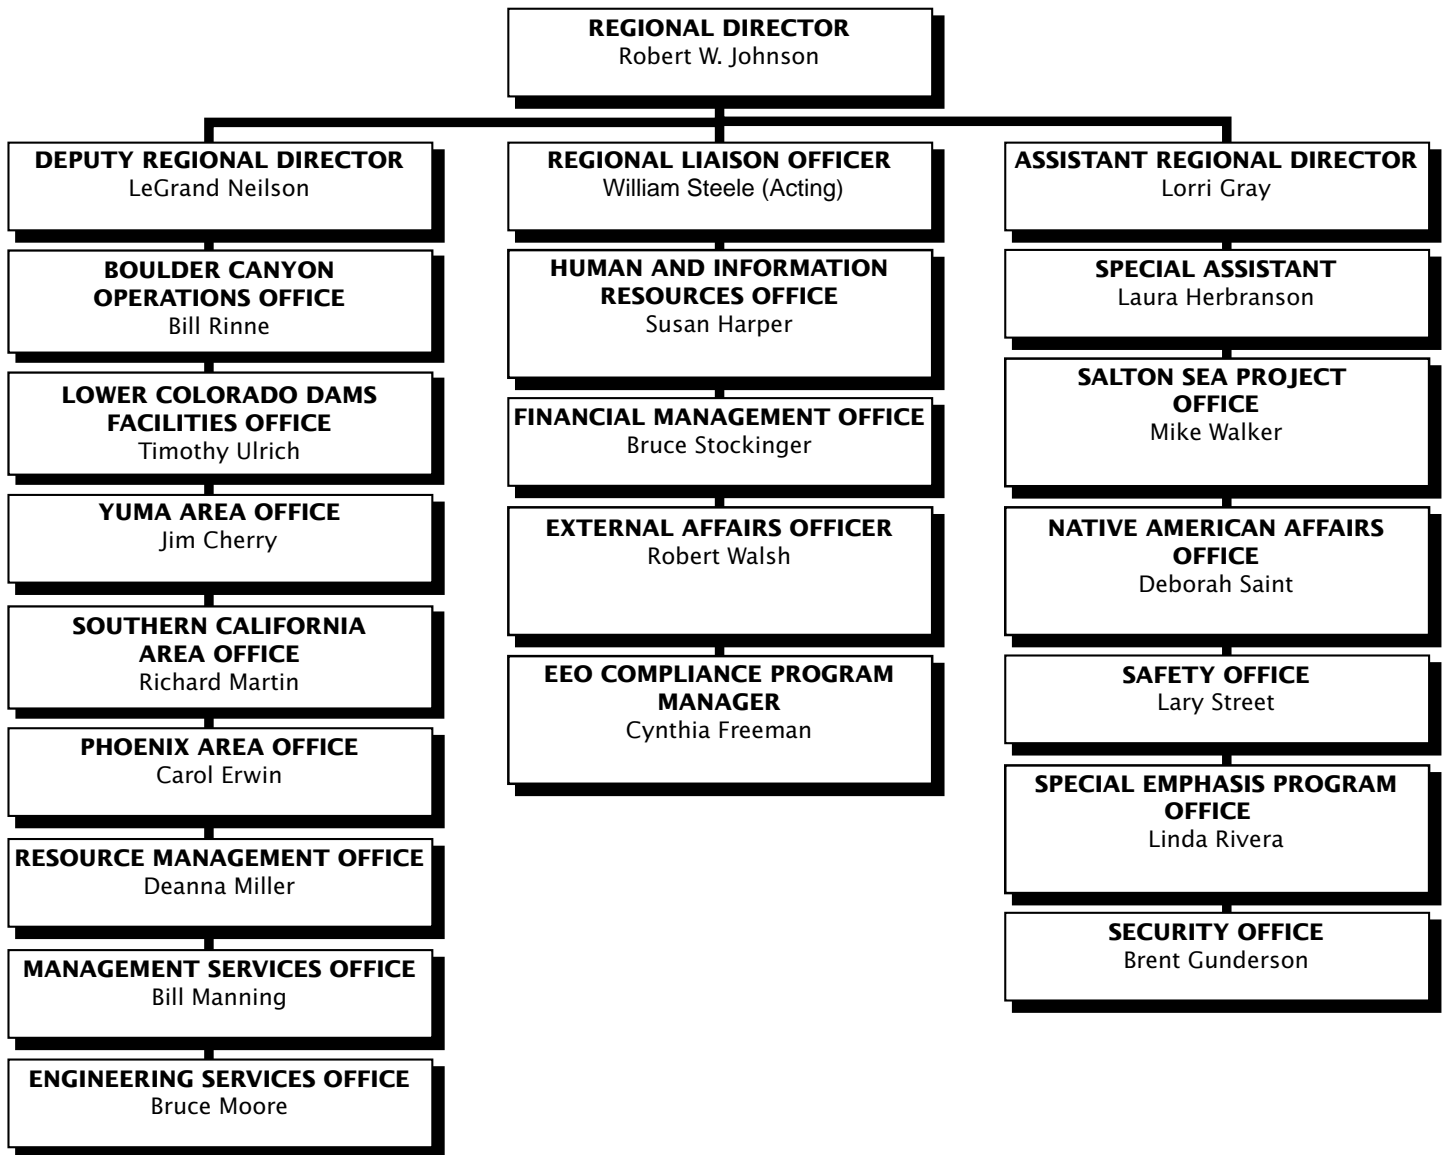 REGIONAL DIRECTOR
Robert W. Johnson
DEPUTY REGIONAL DIRECTOR
LeGrand Neilson
BOULDER CANYON
OPERATIONS OFFICE
Bill Rinne
LOWER COLORADO DAMS
FACILITIES OFFICE
Timothy Ulrich
YUMA AREA OFFICE
Jim Cherry
SOUTHERN CALIFORNIA
AREA OFFICE
Richard Martin
PHOENIX AREA OFFICE
Carol Erwin
RESOURCE MANAGEMENT OFFICE
Deanna Miller
MANAGEMENT SERVICES OFFICE
Bill Manning
ENGINEERING SERVICES OFFICE
Bruce Moore
REGIONAL LIAISON OFFICER
William Steele (Acting)
HUMAN AND INFORMATION
RESOURCES OFFICE
Susan Harper
FINANCIAL MANAGEMENT OFFICE
Bruce Stockinger
EXTERNAL AFFAIRS OFFICER
Robert Walsh
EEO COMPLIANCE PROGRAM
MANAGER
Cynthia Freeman
ASSISTANT REGIONAL DIRECTOR
Lorri Gray
SPECIAL ASSISTANT
Laura Herbranson
SALTON SEA PROJECT
OFFICE
Mike Walker
NATIVE AMERICAN AFFAIRS
OFFICE
Deborah Saint
SAFETY OFFICE
Lary Street
SPECIAL EMPHASIS PROGRAM
OFFICE
Linda Rivera
SECURITY OFFICE
Brent Gunderson